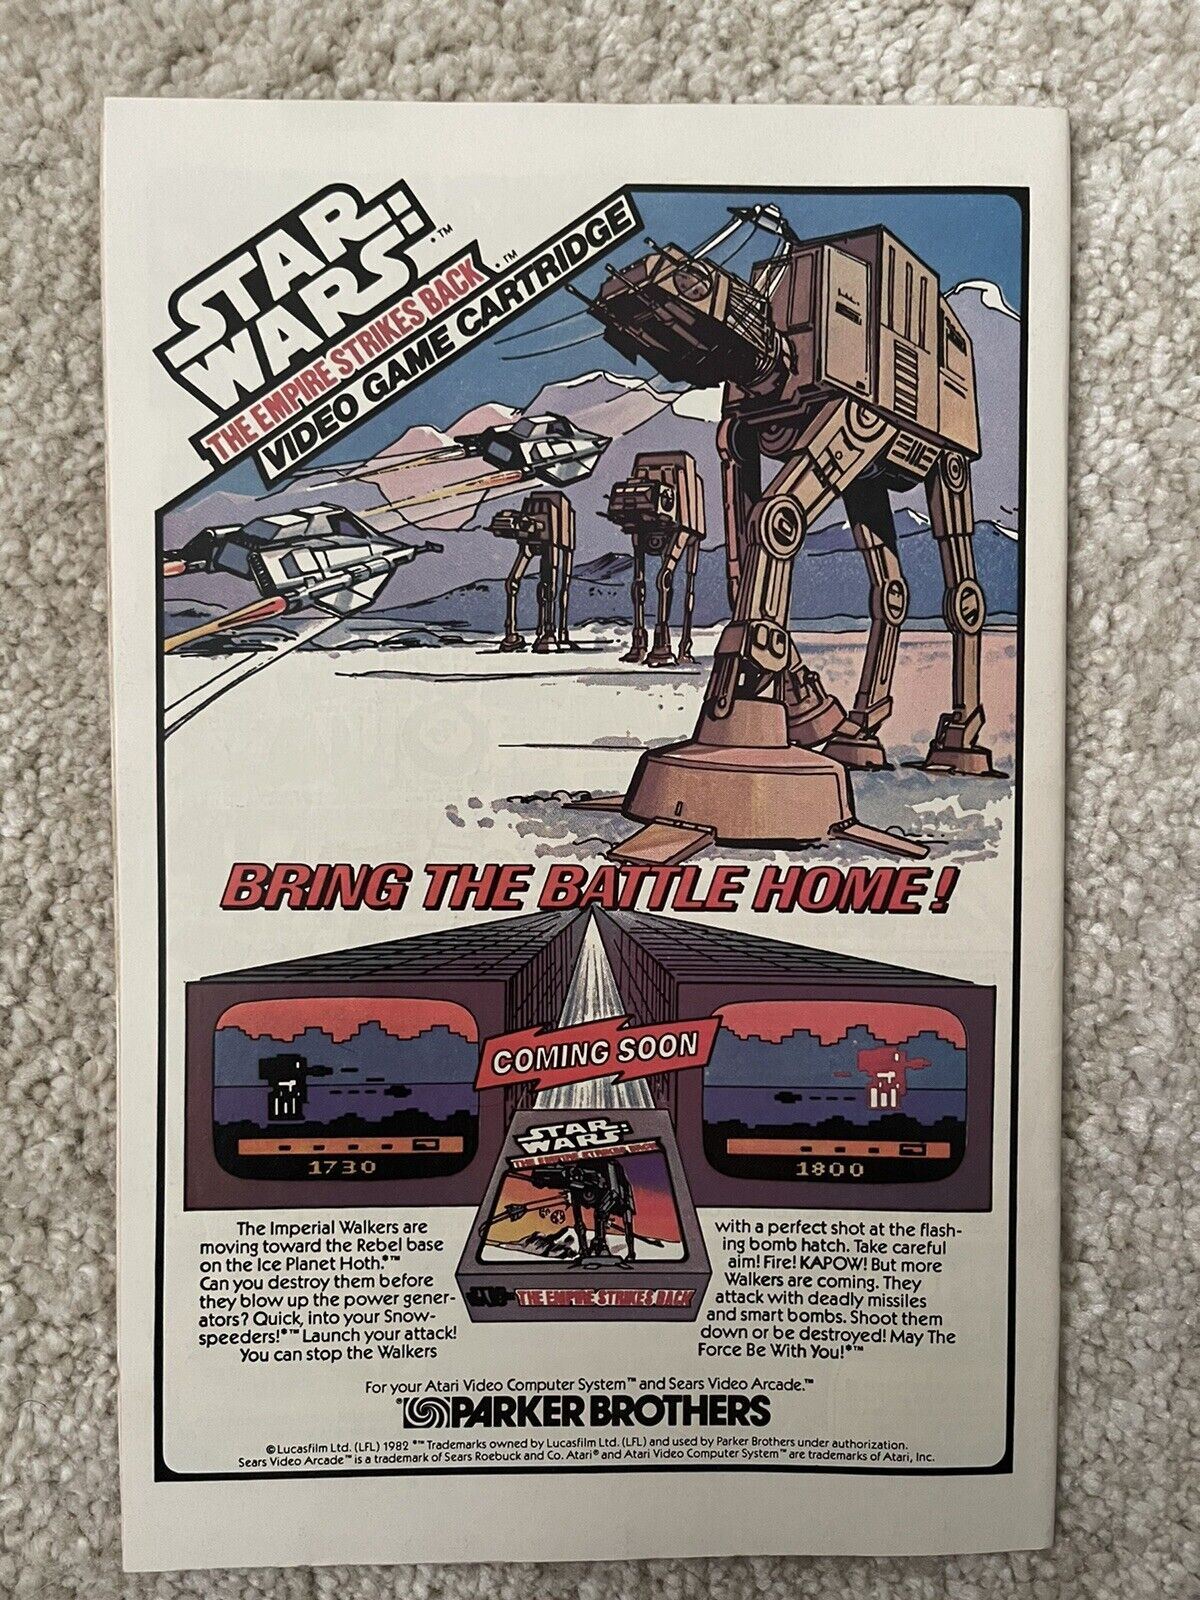 STAR
WARS:™
THE EMPIRE STRIKES BACK.™
VIDEO GAME CARTRIDGE
BRING THE BATTLE HOME!
COMING SOON
1730
1800
STAR
WARS:
THE EMPIRE STRIKES BACK
THE EMPIRE STRIKES BACK
The Imperial Walkers are
moving toward the Rebel base
on the Ice Planet Hoth.®™
Can you destroy them before
they blow up the power gener-
ators? Quick, into your Snow-
speeders!®™ Launch your attack!
You can stop the Walkers
with a perfect shot at the flash-
ing bomb hatch. Take careful
aim! Fire! KAPOW! But more
Walkers are coming. They
attack with deadly missiles
and smart bombs. Shoot them
down or be destroyed! May The
Force Be With You!®™
For your Atari Video Computer System™ and Sears Video Arcade.™
®PARKER BROTHERS
© Lucasfilm Ltd. (LFL) 1982 ®™ Trademarks owned by Lucasfilm Ltd. (LFL) and used by Parker Brothers under authorization.
Sears Video Arcade™ is a trademark of Sears Roebuck and Co. Atari® and Atari Video Computer System™ are trademarks of Atari, Inc.